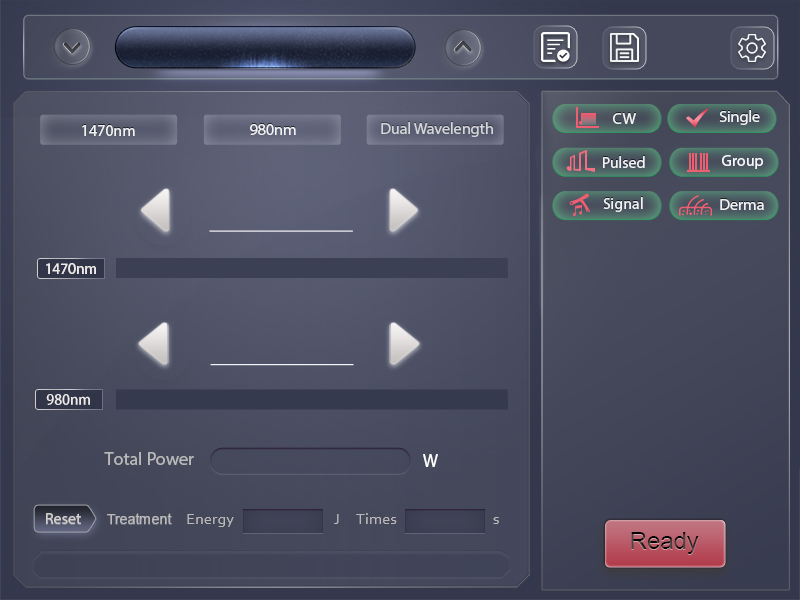 1470nm
980nm
Dual Wavelength
1470nm
980nm
Total Power
W
Reset
Treatment
Energy
J
Times
s
CW
Single
Pulsed
Group
Signal
Derma
Ready